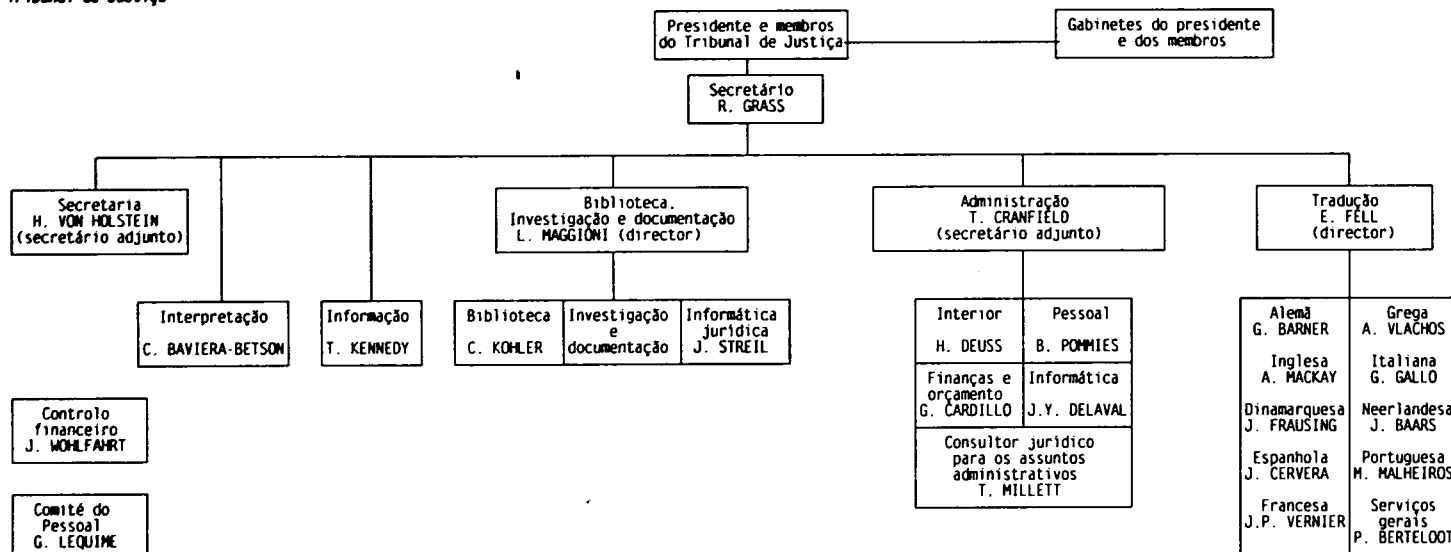 Presidente e membros
do Tribunal de Justiça
Gabinetes do presidente
e dos membros
Secretário
R. GRASS
Secretaria
H. VON HOLSTEIN
(secretário adjunto)
Biblioteca.
Investigação e documentação
L. MAGGIONI (director)
Administração
T. CRANFIELD
(secretário adjunto)
Tradução
E. FELL
(director)
Interpretação
C. BAVIERA-BETSON
Informação
T. KENNEDY
Biblioteca
C. KOHLER
Investigação
e
documentação
Informática
jurídica
J. STREIL
Interior
H. DEUSS
Pessoal
B. POMMIES
Finanças e
orçamento
G. CARDILLO
Informática
J.Y. DELAVAL
Consultor jurídico
para os assuntos
administrativos
T. MILLETT
Alemã
G. BARNER
Inglesa
A. MACKAY
Dinamarquesa
J. FRAUSING
Espanhola
J. CERVERA
Francesa
J.P. VERNIER
Grega
A. VLACHOS
Italiana
G. GALLO
Neerlandesa
J. BAARS
Portuguesa
M. MALHEIROS
Serviços
gerais
P. BERTELOOT
Controlo
financeiro
J. WOHLFAHRT
Comité do
Pessoal
G. LEQUIME